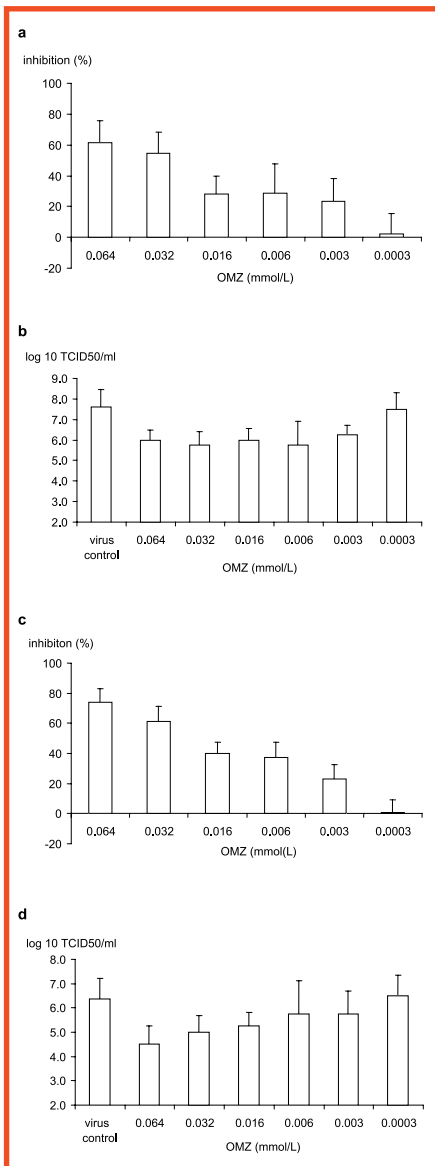 a
inhibition (%)
100
80
60
40
20
0
-20
0.064 0.032 0.016 0.006 0.003 0.0003
OMZ (mmol/L)
b
log 10 TCID50/ml
9.0
8.0
7.0
6.0
5.0
4.0
3.0
2.0
virus control 0.064 0.032 0.016 0.006 0.003 0.0003
OMZ (mmol/L)
c
inhibiton (%)
100
80
60
40
20
0
-20
0.064 0.032 0.016 0.006 0.003 0.0003
OMZ (mmol(L)
d
log 10 TCID50/ml
8.0
7.0
6.0
5.0
4.0
3.0
2.0
virus control 0.064 0.032 0.016 0.006 0.003 0.0003
OMZ (mmol/L)